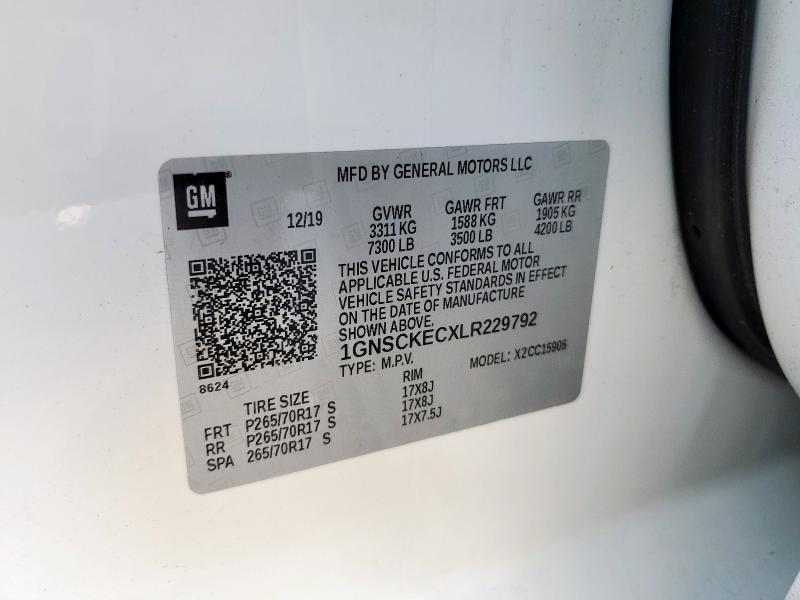 MFD BY GENERAL MOTORS LLC
GM
12/19 GVWR GAWR FRT GAWR RR
3311 KG 1588 KG 1905 KG
7300 LB 3500 LB 4200 LB
THIS VEHICLE CONFORMS TO ALL
APPLICABLE U.S. FEDERAL MOTOR
VEHICLE SAFETY STANDARDS IN EFFECT
ON THE DATE OF MANUFACTURE
SHOWN ABOVE.
1GNSCKECXLR229792
TYPE: M.P.V. MODEL: X2CC15906
8624
TIRE SIZE RIM
FRT P265/70R17 S 17X8J
RR P265/70R17 S 17X8J
SPA 265/70R17 S 17X7.5J